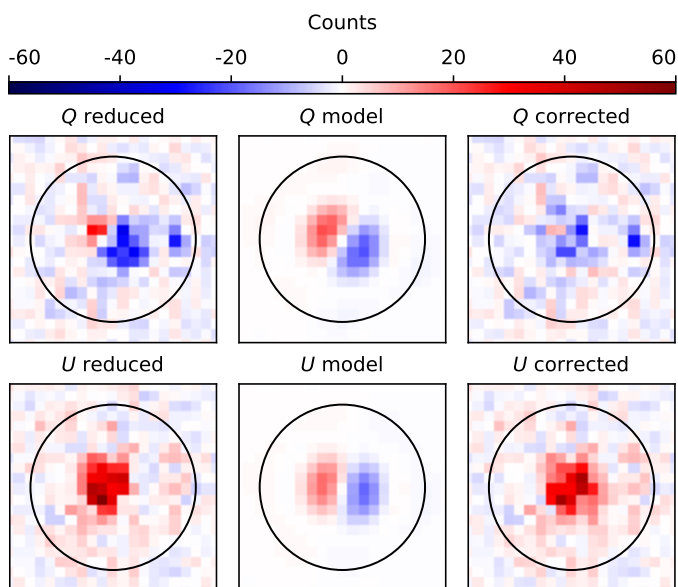 Counts
-60 -40 -20 0 20 40 60
Q reduced Q model Q corrected
U reduced U model U corrected